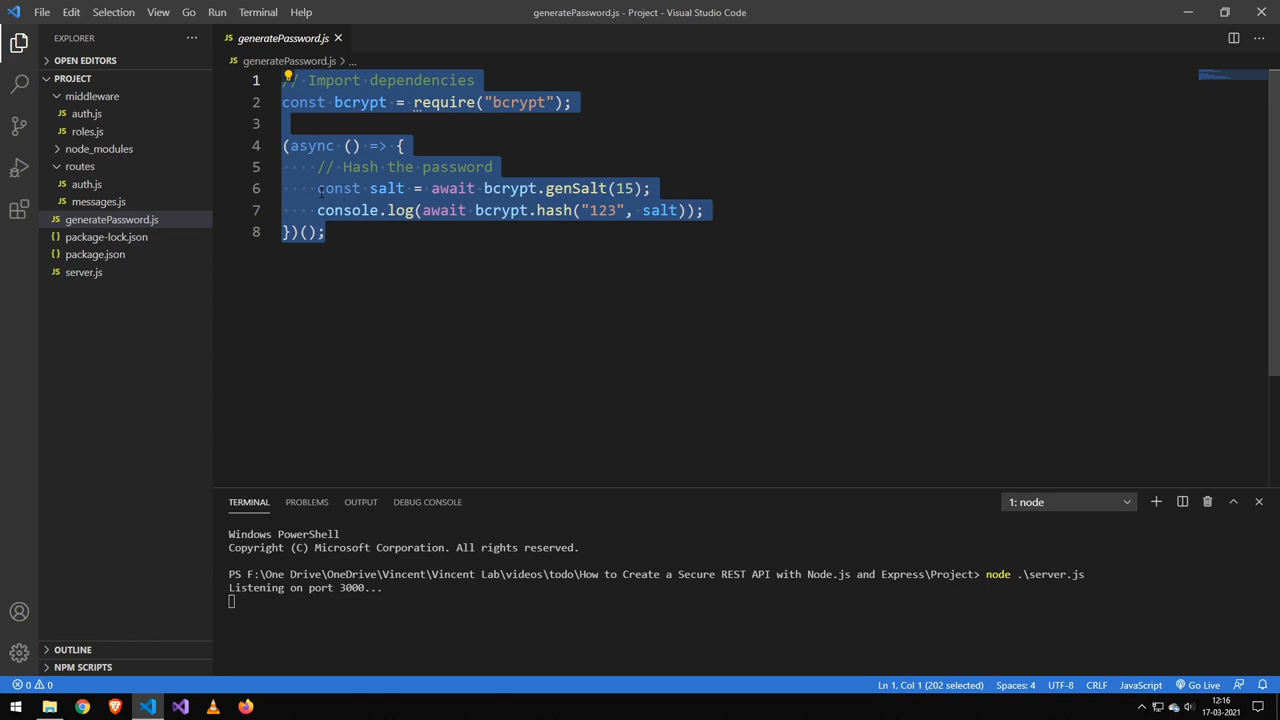 File Edit Selection View Go Run Terminal Help
generatePassword.js - Project - Visual Studio Code
EXPLORER
OPEN EDITORS
PROJECT
middleware
auth.js
roles.js
node_modules
routes
auth.js
messages.js
generatePassword.js
package-lock.json
package.json
server.js
OUTLINE
NPM SCRIPTS
generatePassword.js
generatePassword.js > ...
1 // Import dependencies
2 const bcrypt = require("bcrypt");
3
4 (async () => {
5 // Hash the password
6 const salt = await bcrypt.genSalt(15);
7 console.log(await bcrypt.hash("123", salt));
8 })();
TERMINAL PROBLEMS OUTPUT DEBUG CONSOLE
1: node
Windows PowerShell
Copyright (C) Microsoft Corporation. All rights reserved.
PS F:\One Drive\OneDrive\Vincent\Vincent Lab\videos\todo\How to Create a Secure REST API with Node.js and Express\Project> node .\server.js
Listening on port 3000...
0 0
Ln 1, Col 1 (202 selected) Spaces: 4 UTF-8 CRLF JavaScript Go Live
12:16
17-03-2021